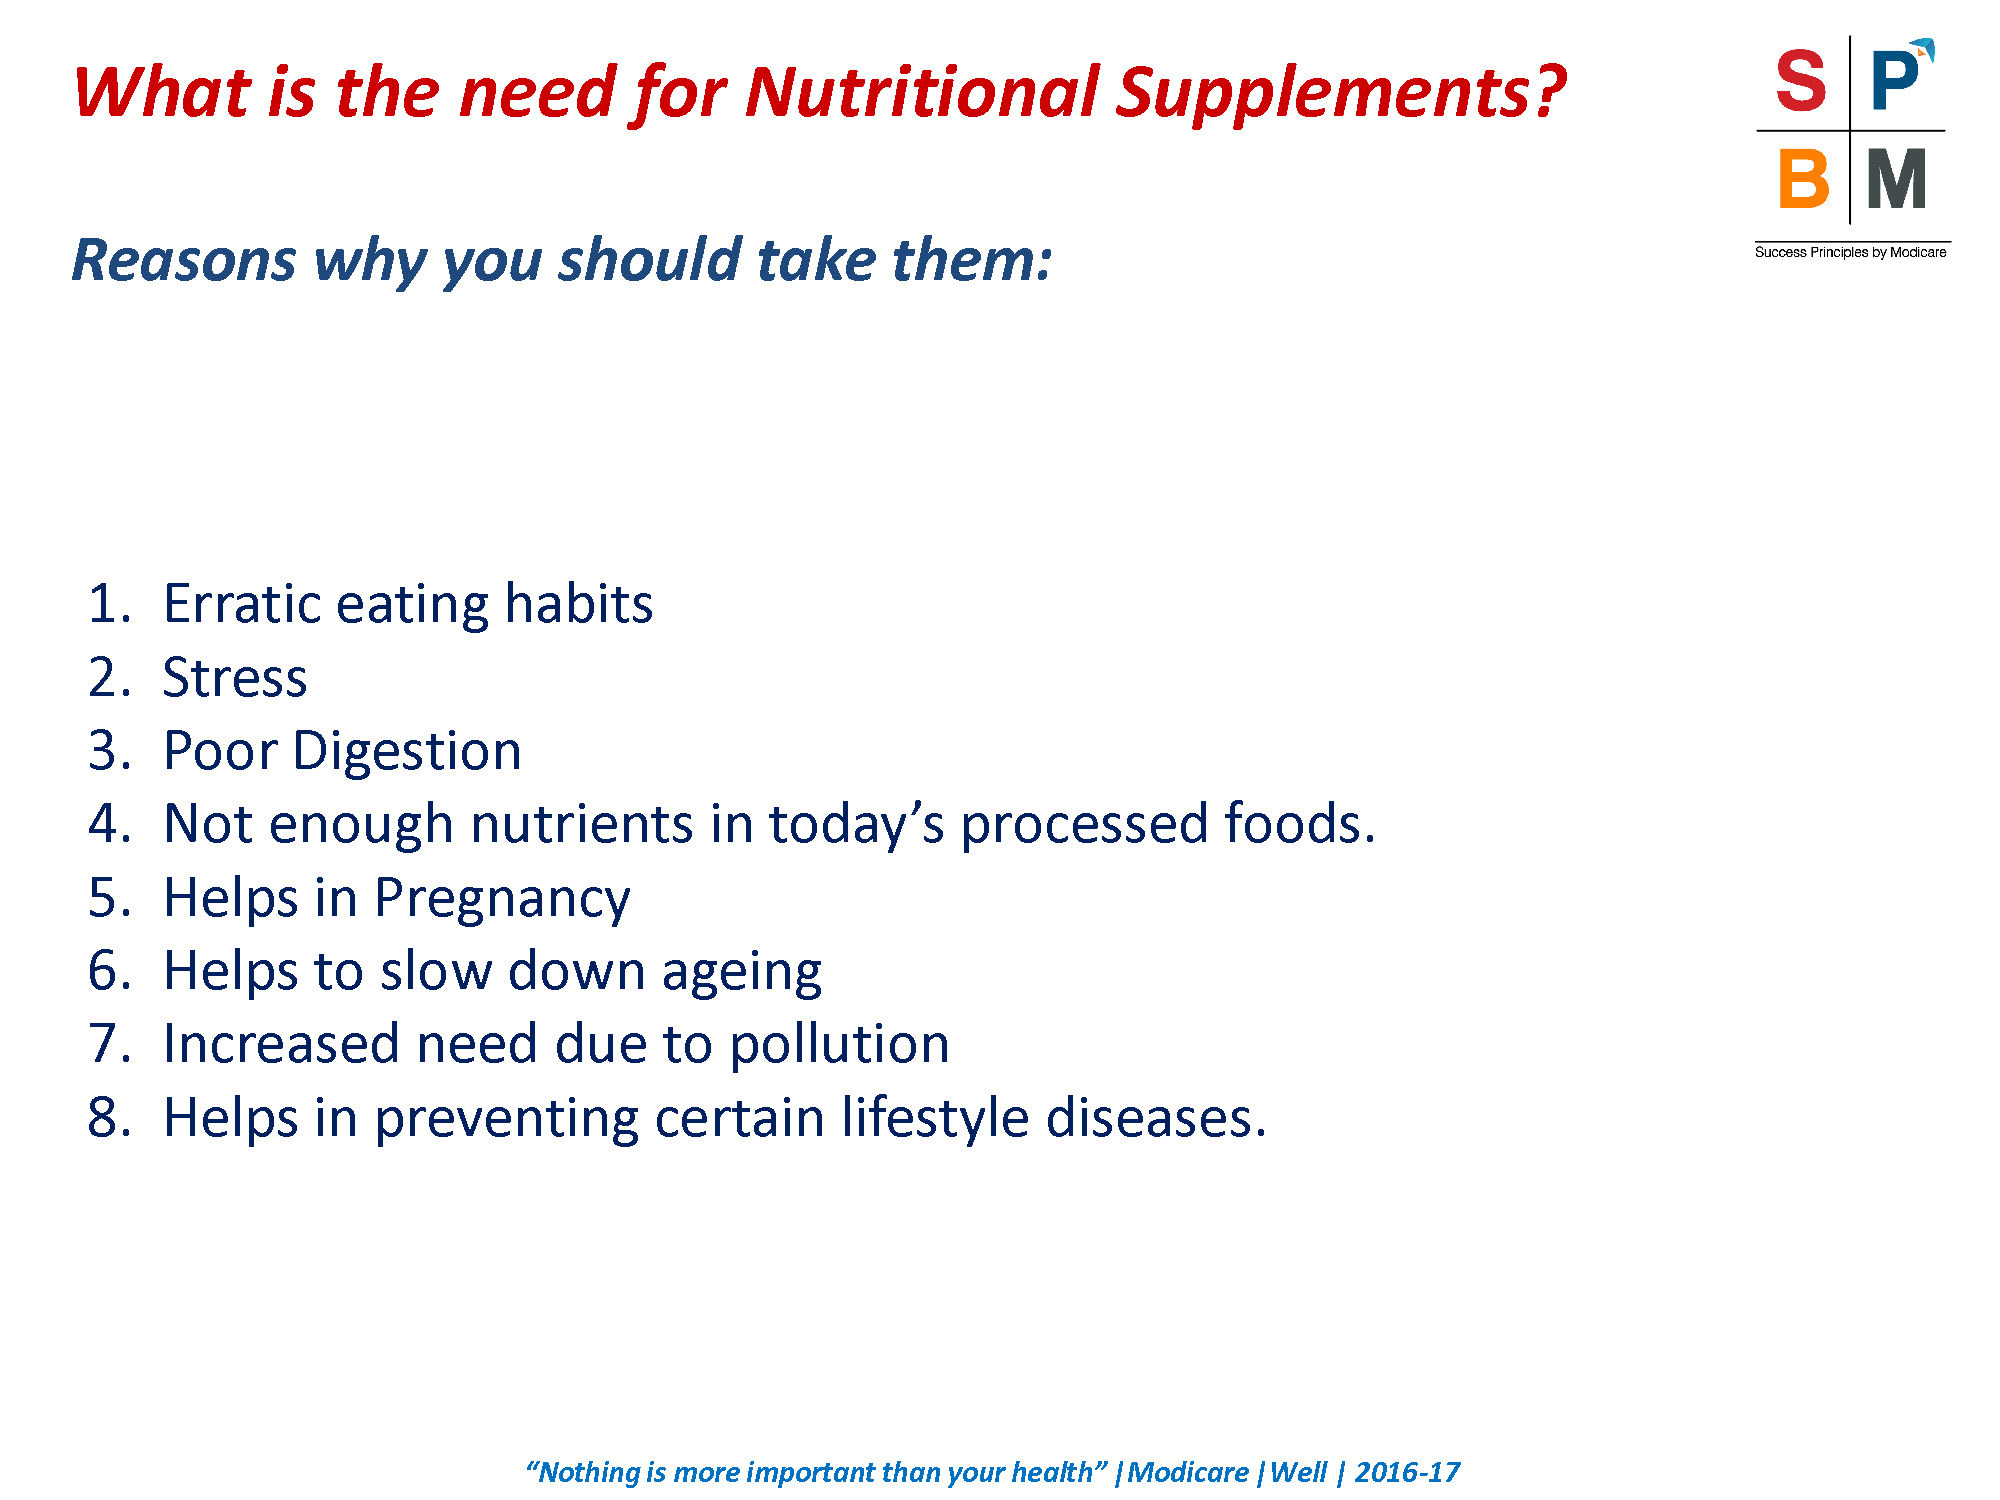 What is the need for Nutritional Supplements?
S P
B M
Success Principles by Modicare
Reasons why you should take them:
1. Erratic eating habits
2. Stress
3. Poor Digestion
4. Not enough nutrients in today’s processed foods.
5. Helps in Pregnancy
6. Helps to slow down ageing
7. Increased need due to pollution
8. Helps in preventing certain lifestyle diseases.
“Nothing is more important than your health” |Modicare |Well | 2016-17